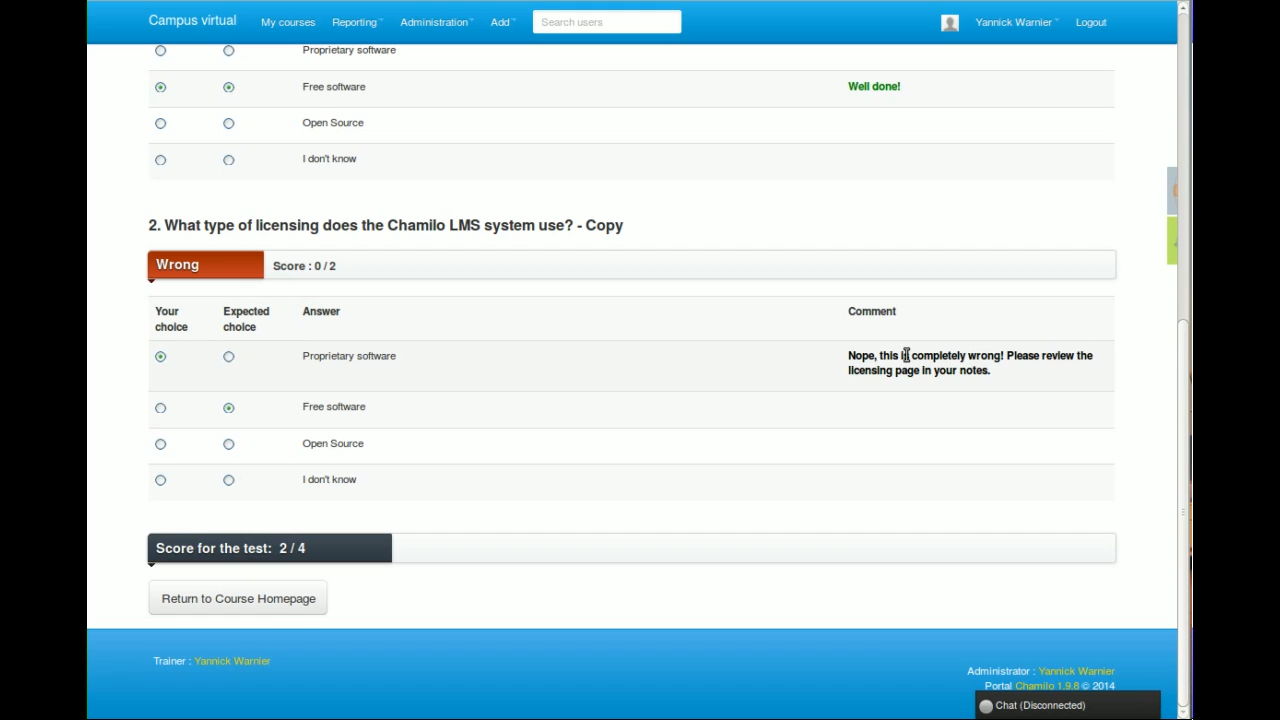 Campus virtual My courses Reporting Administration Add Search users Yannick Warnier Logout
Proprietary software
Free software Well done!
Open Source
I don't know
2. What type of licensing does the Chamilo LMS system use? - Copy
Wrong Score : 0 / 2
Your choice Expected choice Answer Comment
Proprietary software Nope, this is completely wrong! Please review the
licensing page in your notes.
Free software
Open Source
I don't know
Score for the test: 2 / 4
Return to Course Homepage
Trainer : Yannick Warnier
Administrator : Yannick Warnier
Portal Chamilo 1.9.8 © 2014
Chat (Disconnected)